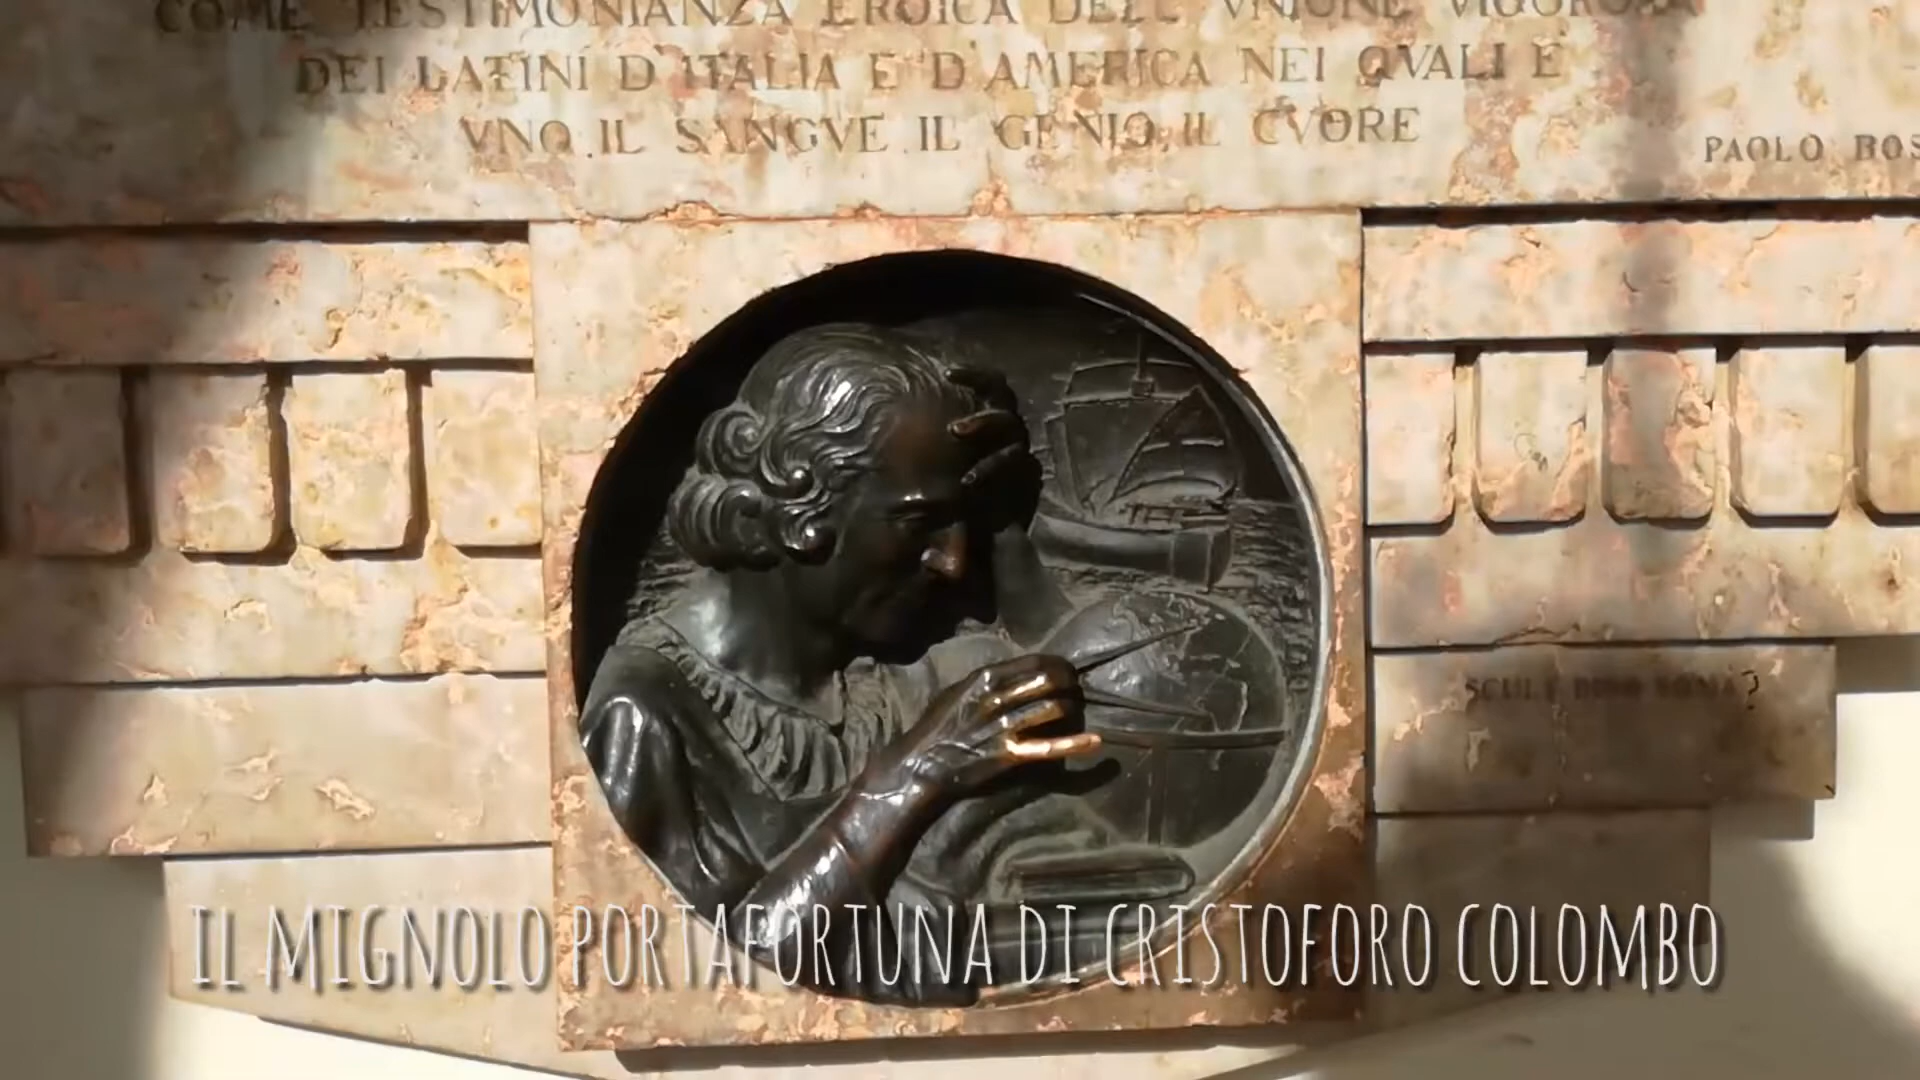 COME TESTIMONIANZA EROICA DELL' VNIONE VIGOROSA
DEI LATINI D'ITALIA E D'AMERICA NEI QVALI E'
VNO IL SANGVE IL GENIO IL CVORE
PAOLO BOS
IL MIGNOLO PORTAFORTUNA DI CRISTOFORO COLOMBO